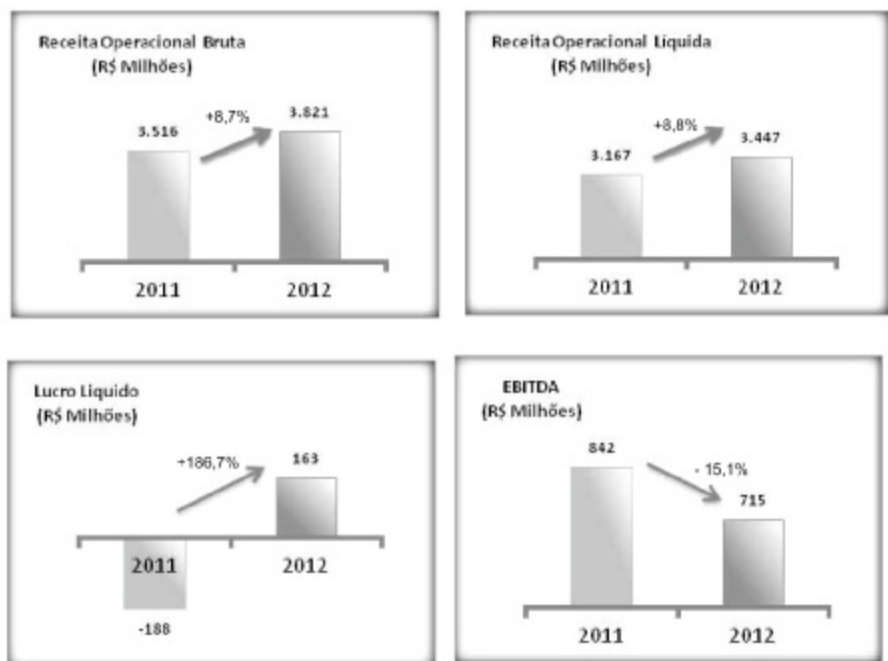 Receita Operacional Bruta
(R$ Milhões)
+8,7%
3.516
3.821
2011
2012
Receita Operacional Líquida
(R$ Milhões)
+8,8%
3.167
3.447
2011
2012
Lucro Líquido
(R$ Milhões)
+186,7%
163
2011
2012
-188
EBITDA
(R$ Milhões)
842
- 15,1%
715
2011
2012